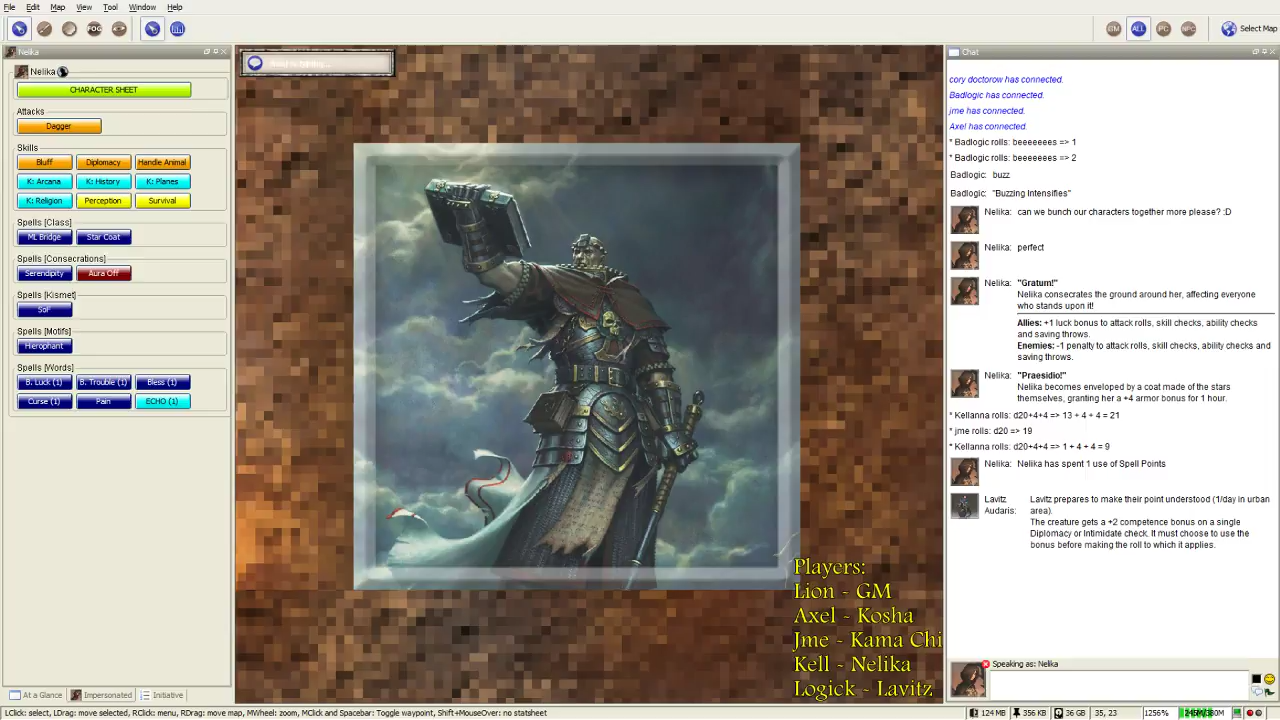 File Edit Map View Tool Window Help
FOG
GM ALL PC NPC Select Map
Nelika
Nelika
CHARACTER SHEET
Attacks
Dagger
Skills
Bluff Diplomacy Handle Animal
K: Arcana K: History K: Planes
K: Religion Perception Survival
Spells [Class]
ML Bridge Star Coat
Spells [Consecrations]
Serendipity Aura Off
Spells [Kismet]
SoF
Spells [Motifs]
Hierophant
Spells [Words]
B. Luck (1) B. Trouble (1) Bless (1)
Curse (1) Pain ECHO (1)
At a Glance Impersonated Initiative
Players:
Lion - GM
Axel - Kosha
Jme - Kama Chi
Kell - Nelika
Logick - Lavitz
Chat
cory doctorow has connected.
Badlogic has connected.
jme has connected.
Axel has connected.
* Badlogic rolls: beeeeeees => 1
* Badlogic rolls: beeeeeees => 2
Badlogic: buzz
Badlogic: "Buzzing Intensifies"
Nelika: can we bunch our characters together more please? :D
Nelika: perfect
Nelika: "Gratum!"
Nelika consecrates the ground around her, affecting everyone
who stands upon it!
Allies: +1 luck bonus to attack rolls, skill checks, ability checks
and saving throws.
Enemies: -1 penalty to attack rolls, skill checks, ability checks and
saving throws.
Nelika: "Praesidio!"
Nelika becomes enveloped by a coat made of the stars
themselves, granting her a +4 armor bonus for 1 hour.
* Kellanna rolls: d20+4+4 => 13 + 4 + 4 = 21
* jme rolls: d20 => 19
* Kellanna rolls: d20+4+4 => 1 + 4 + 4 = 9
Nelika: Nelika has spent 1 use of Spell Points
Lavitz Audaris: Lavitz prepares to make their point understood (1/day in urban
area).
The creature gets a +2 competence bonus on a single
Diplomacy or Intimidate check. It must choose to use the
bonus before making the roll to which it applies.
Speaking as: Nelika
LClick: select, LDrag: move selected, RClick: menu, RDrag: move map, MWheel: zoom, MClick and Spacebar: Toggle waypoint, Shift+MouseOver: no statsheet
124 MB 356 KB 36 GB 35, 23 1256% 245M/380M